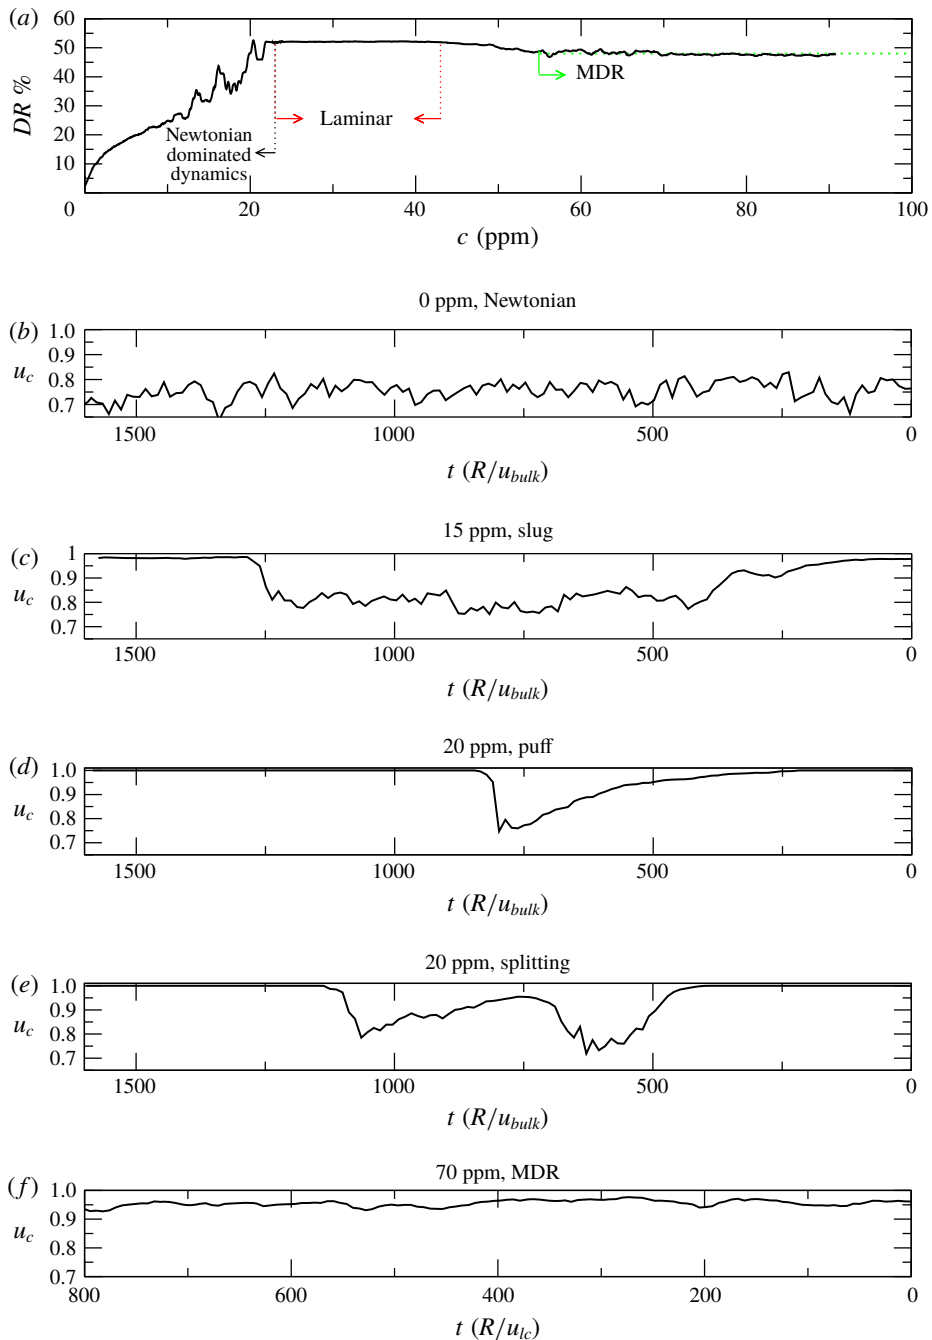 (a)
60
50
40
30
20
10
DR %
MDR
Laminar
Newtonian
dominated
dynamics
0 20 40 60 80 100
c (ppm)
0 ppm, Newtonian
(b)
1.0
0.9
0.8
0.7
u_c
1500 1000 500 0
t (R/u_bulk)
15 ppm, slug
(c)
1
0.9
0.8
0.7
u_c
1500 1000 500 0
t (R/u_bulk)
20 ppm, puff
(d)
1.0
0.9
0.8
0.7
u_c
1500 1000 500 0
t (R/u_bulk)
20 ppm, splitting
(e)
1.0
0.9
0.8
0.7
u_c
1500 1000 500 0
t (R/u_bulk)
70 ppm, MDR
(f)
1.0
0.9
0.8
0.7
u_c
800 600 400 200 0
t (R/u_lc)